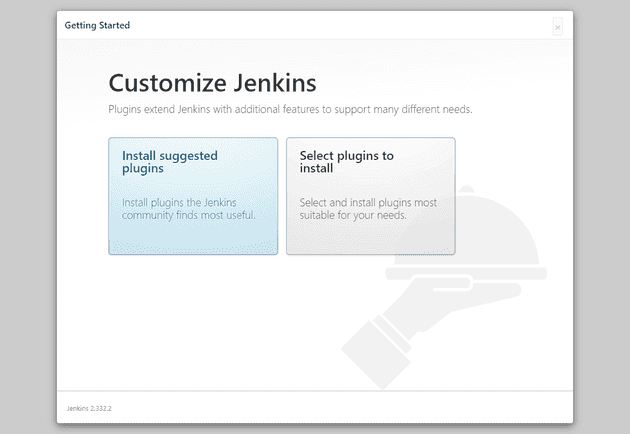 Getting Started
×
Customize Jenkins
Plugins extend Jenkins with additional features to support many different needs.
Install suggested
plugins
Install plugins the Jenkins
community finds most useful.
Select plugins to
install
Select and install plugins most
suitable for your needs.
Jenkins 2.332.2